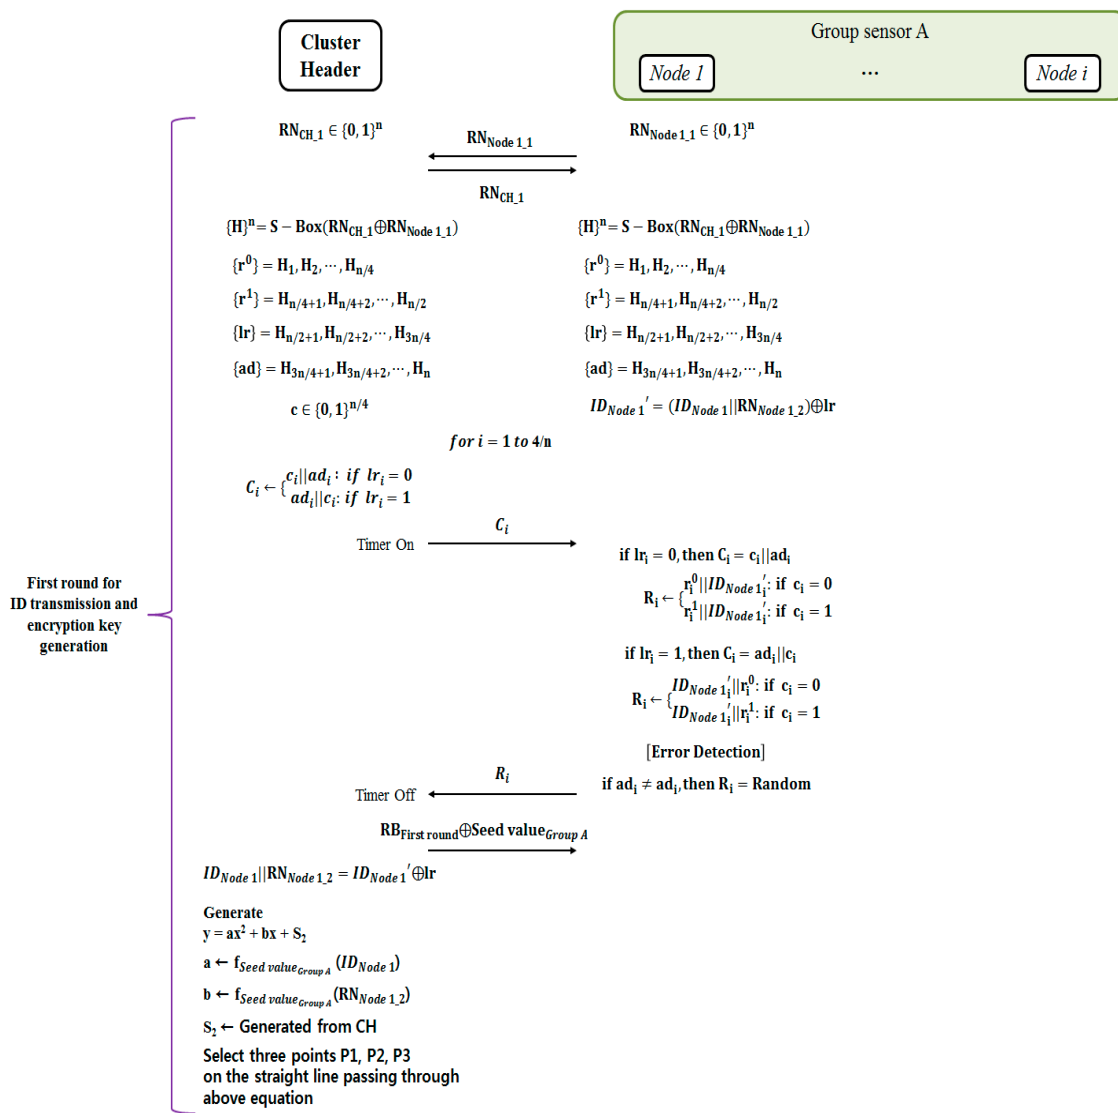 Cluster
Header
Group sensor A
Node 1
...
Node i
RN_CH_1 ∈ {0, 1}^n
RN_Node 1_1 ∈ {0, 1}^n
RN_Node 1_1
RN_CH_1
{H}^n = S − Box(RN_CH_1⊕RN_Node 1_1)
{H}^n = S − Box(RN_CH_1⊕RN_Node 1_1)
{r^0} = H_1, H_2, ⋯, H_n/4
{r^0} = H_1, H_2, ⋯, H_n/4
{r^1} = H_n/4+1, H_n/4+2, ⋯, H_n/2
{r^1} = H_n/4+1, H_n/4+2, ⋯, H_n/2
{lr} = H_n/2+1, H_n/2+2, ⋯, H_3n/4
{lr} = H_n/2+1, H_n/2+2, ⋯, H_3n/4
{ad} = H_3n/4+1, H_3n/4+2, ⋯, H_n
{ad} = H_3n/4+1, H_3n/4+2, ⋯, H_n
c ∈ {0, 1}^n/4
ID_Node 1′ = (ID_Node 1||RN_Node 1_2)⊕lr
for i = 1 to 4/n
C_i ← { c_i||ad_i : if lr_i = 0
ad_i||c_i: if lr_i = 1
Timer On
C_i
if lr_i = 0, then C_i = c_i||ad_i
R_i ← { r_i^0||ID_Node 1_i′: if c_i = 0
r_i^1||ID_Node 1_i′: if c_i = 1
First round for
ID transmission and
encryption key
generation
if lr_i = 1, then C_i = ad_i||c_i
R_i ← { ID_Node 1_i′||r_i^0: if c_i = 0
ID_Node 1_i′||r_i^1: if c_i = 1
[Error Detection]
R_i
if ad_i ≠ ad_i, then R_i = Random
Timer Off
RB_First round⊕Seed value_Group A
ID_Node 1||RN_Node 1_2 = ID_Node 1′⊕lr
Generate
y = ax^2 + bx + S_2
a ← f_Seed value_Group A (ID_Node 1)
b ← f_Seed value_Group A (RN_Node 1_2)
S_2 ← Generated from CH
Select three points P1, P2, P3
on the straight line passing through
above equation